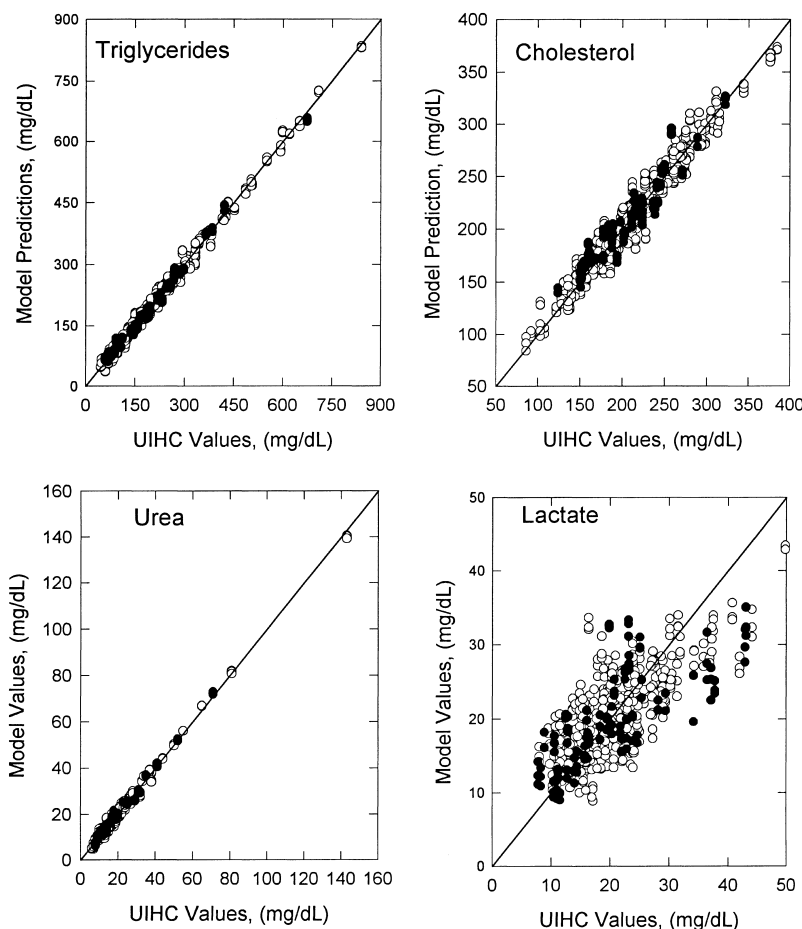 Triglycerides
Model Predictions, (mg/dL)
900
750
600
450
300
150
0
0 150 300 450 600 750 900
UIHC Values, (mg/dL)
Cholesterol
Model Prediction, (mg/dL)
400
350
300
250
200
150
100
50
50 100 150 200 250 300 350 400
UIHC Values, (mg/dL)
Urea
Model Values, (mg/dL)
160
140
120
100
80
60
40
20
0
0 20 40 60 80 100 120 140 160
UIHC Values, (mg/dL)
Lactate
Model Values, (mg/dL)
50
40
30
20
10
0
0 10 20 30 40 50
UIHC Values, (mg/dL)